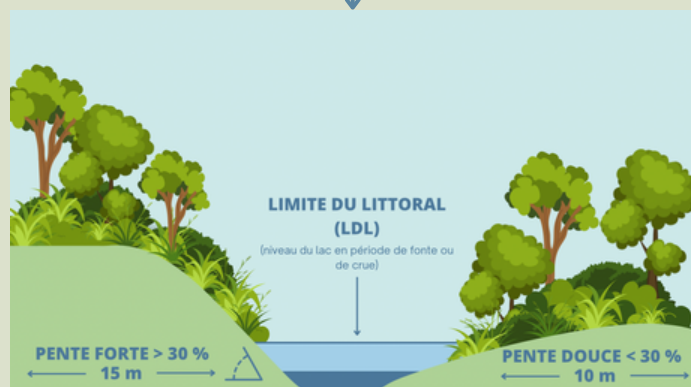 LIMITE DU LITTORAL
(LDL)
(niveau du lac en période de fonte ou
de crue)
PENTE FORTE > 30 %
15 m
PENTE DOUCE < 30 %
10 m